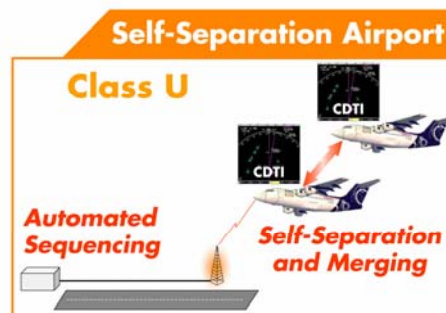 Self-Separation Airport
Class U
CDTI
CDTI
Automated
Sequencing
Self-Separation
and Merging